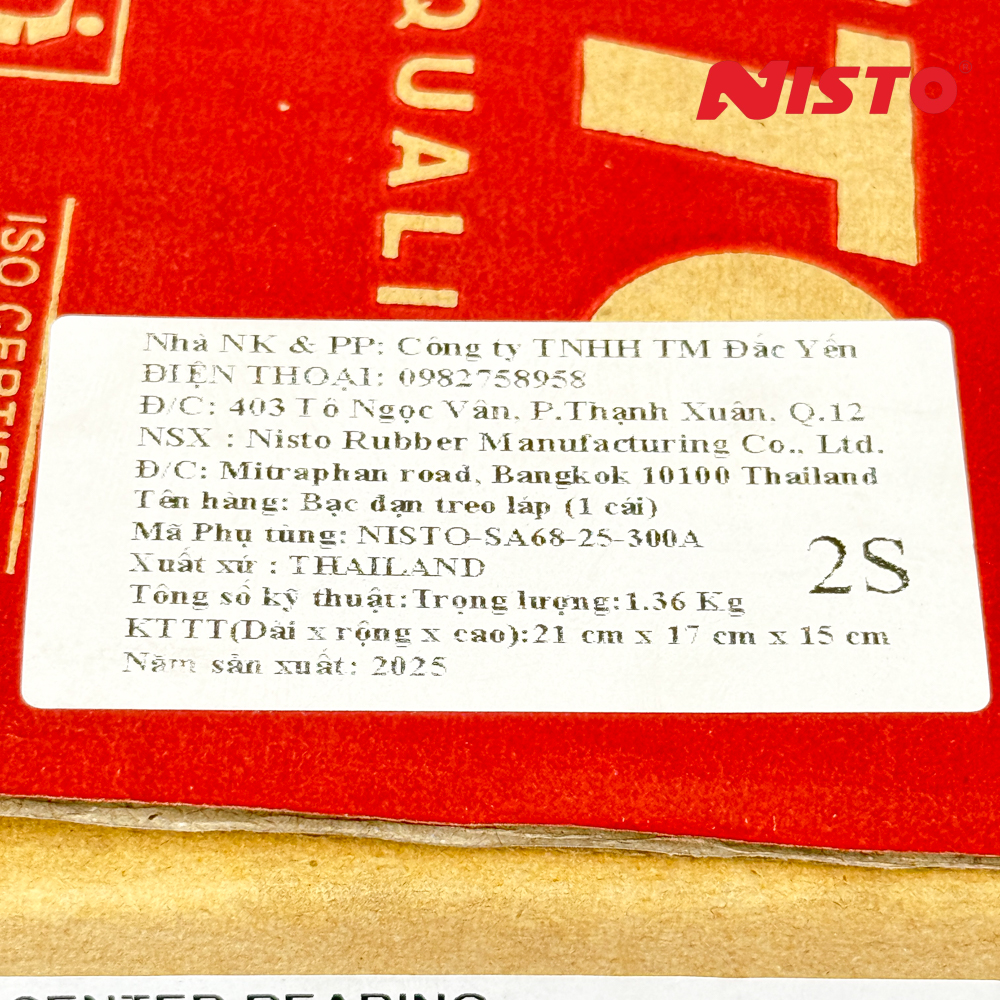 NISTO
QUALI
ISO CERTIFI
Nhà NK & PP: Công ty TNHH TM Đắc Yến
ĐIỆN THOẠI: 0982758958
Đ/C: 403 Tô Ngọc Vân, P.Thạnh Xuân, Q.12
NSX : Nisto Rubber Manufacturing Co., Ltd.
Đ/C: Mitraphan road, Bangkok 10100 Thailand
Tên hàng: Bạc đạn treo láp (1 cái)
Mã Phụ tùng: NISTO-SA68-25-300A
Xuất xứ : THAILAND
2S
Tông số kỹ thuật:Trọng lượng:1.36 Kg
KTTT(Dài x rộng x cao):21 cm x 17 cm x 15 cm
Năm sản xuất: 2025
CENTER BEARING